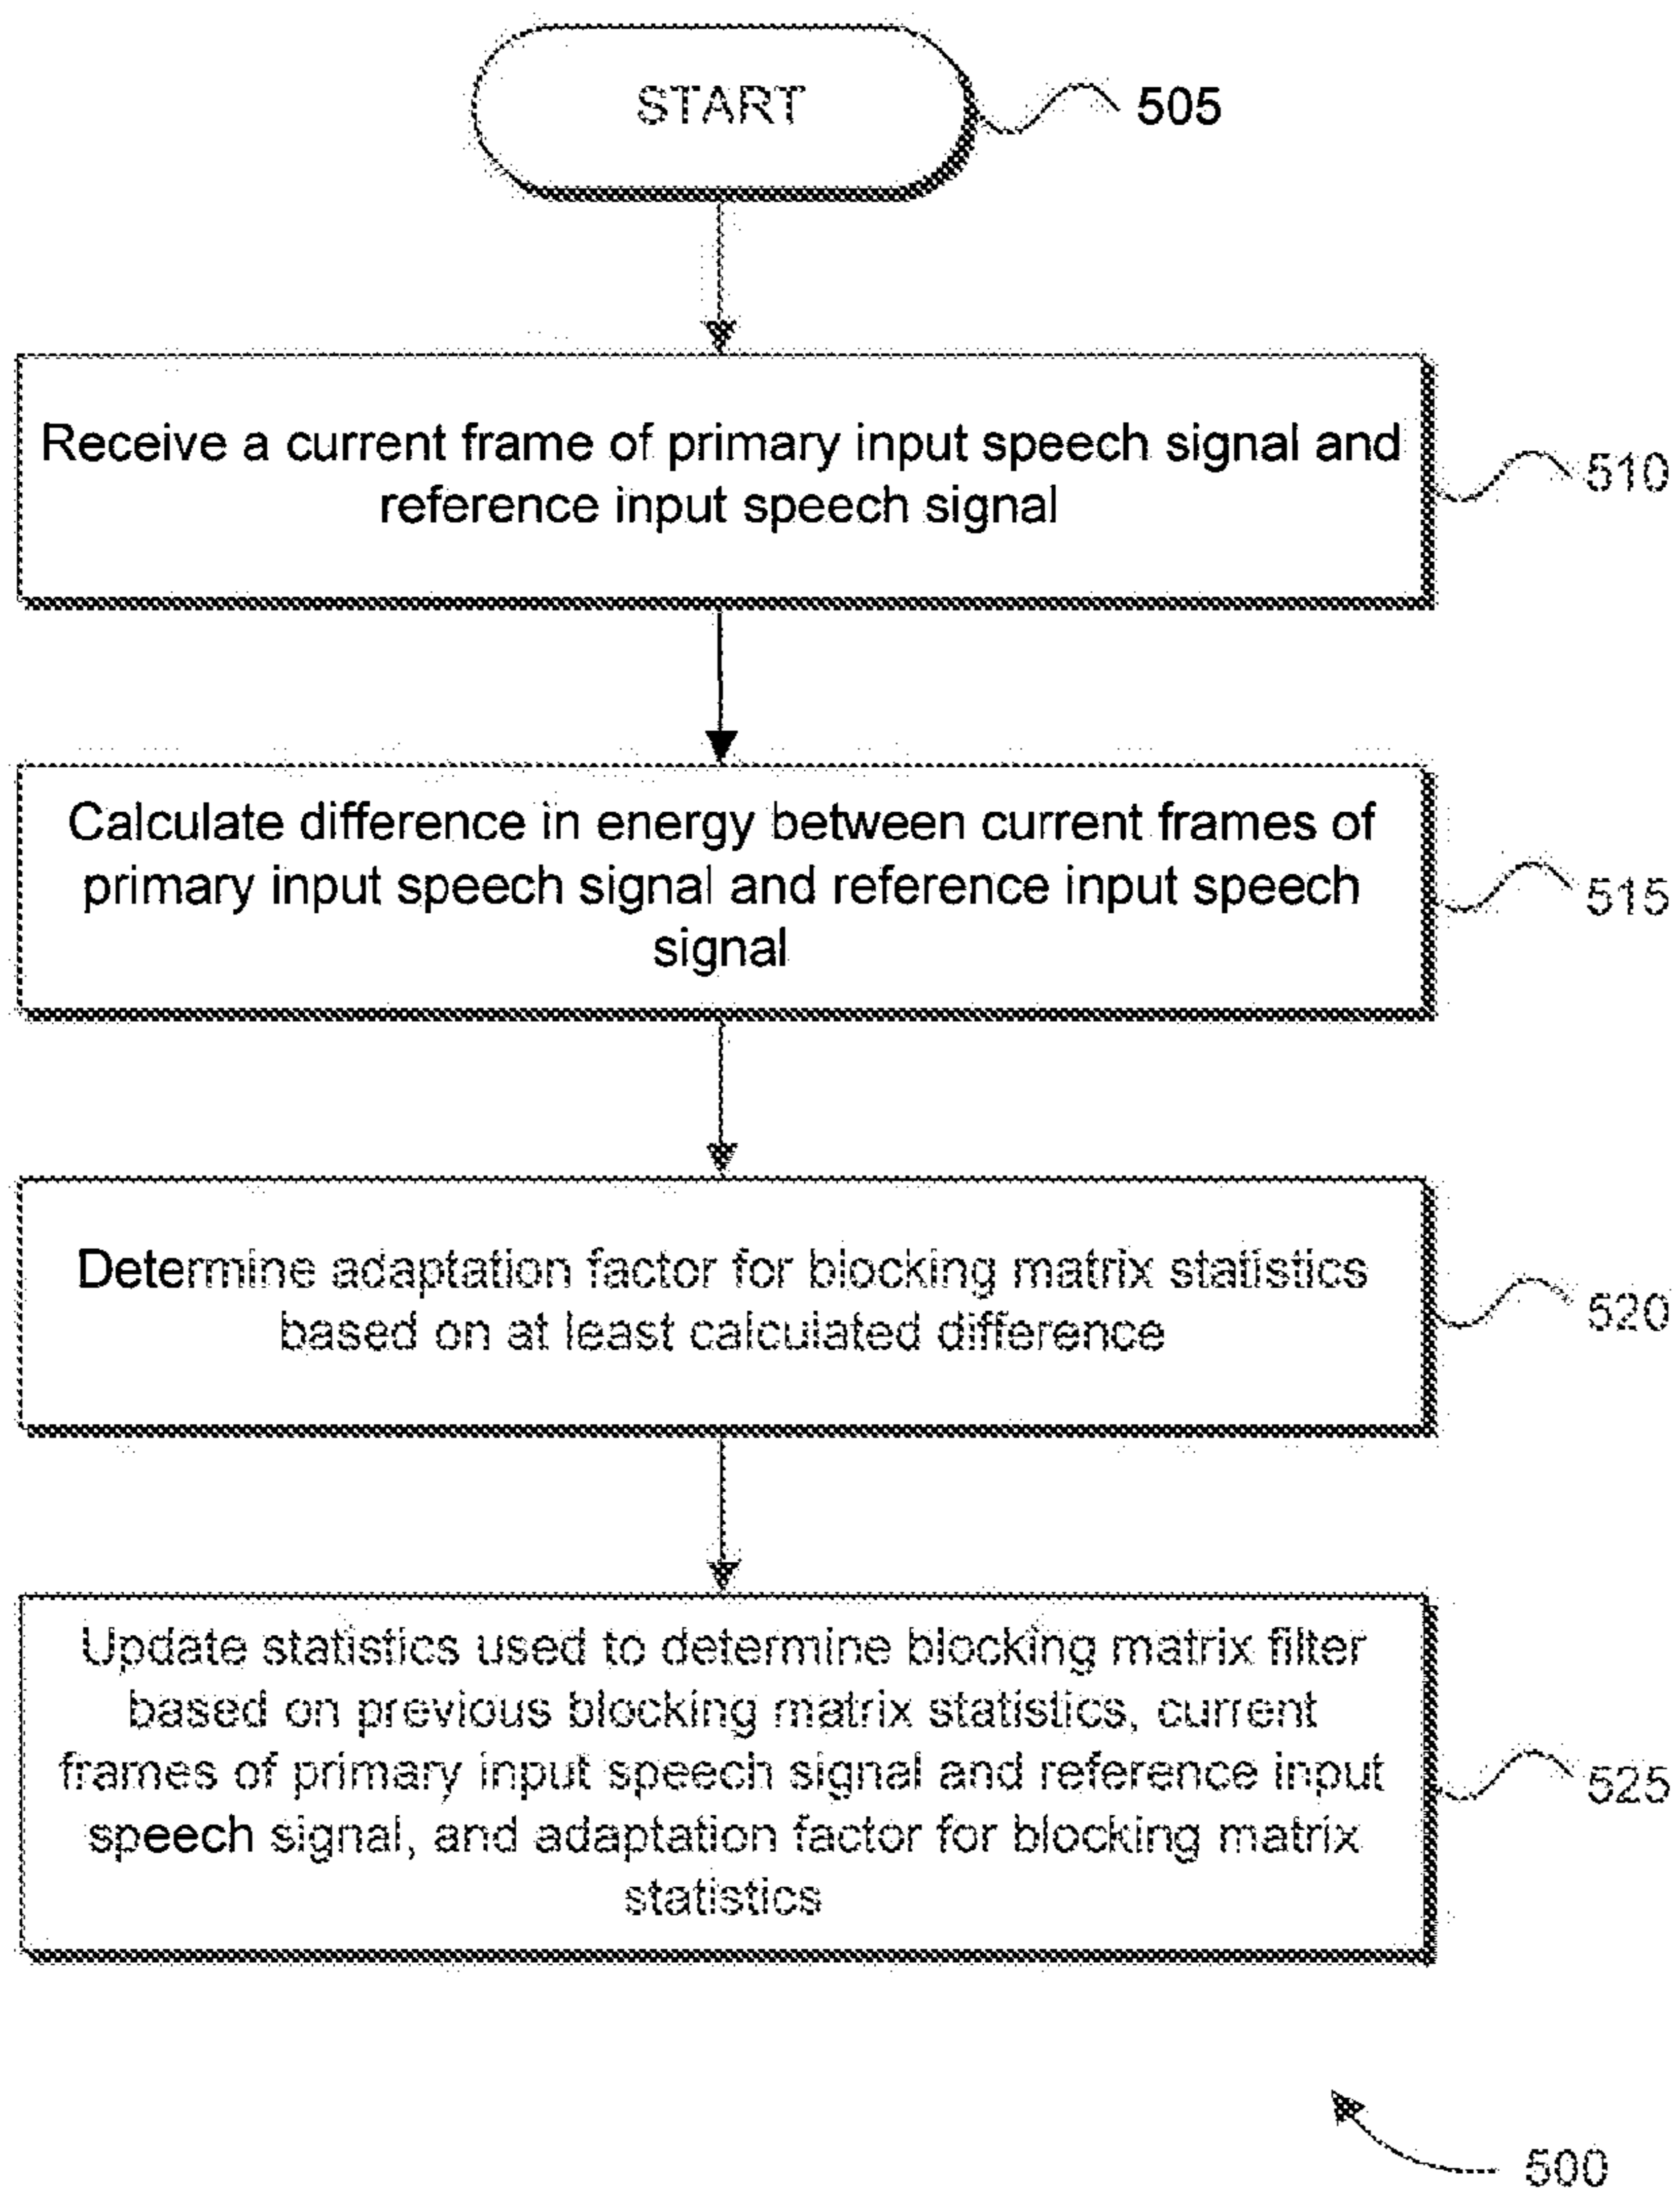 START
505
Receive a current frame of primary input speech signal and
reference input speech signal
510
Calculate difference in energy between current frames of
primary input speech signal and reference input speech
signal
515
Determine adaptation factor for blocking matrix statistics
based on at least calculated difference
520
Update statistics used to determine blocking matrix filter
based on previous blocking matrix statistics, current
frames of primary input speech signal and reference input
speech signal, and adaptation factor for blocking matrix
statistics
525
500